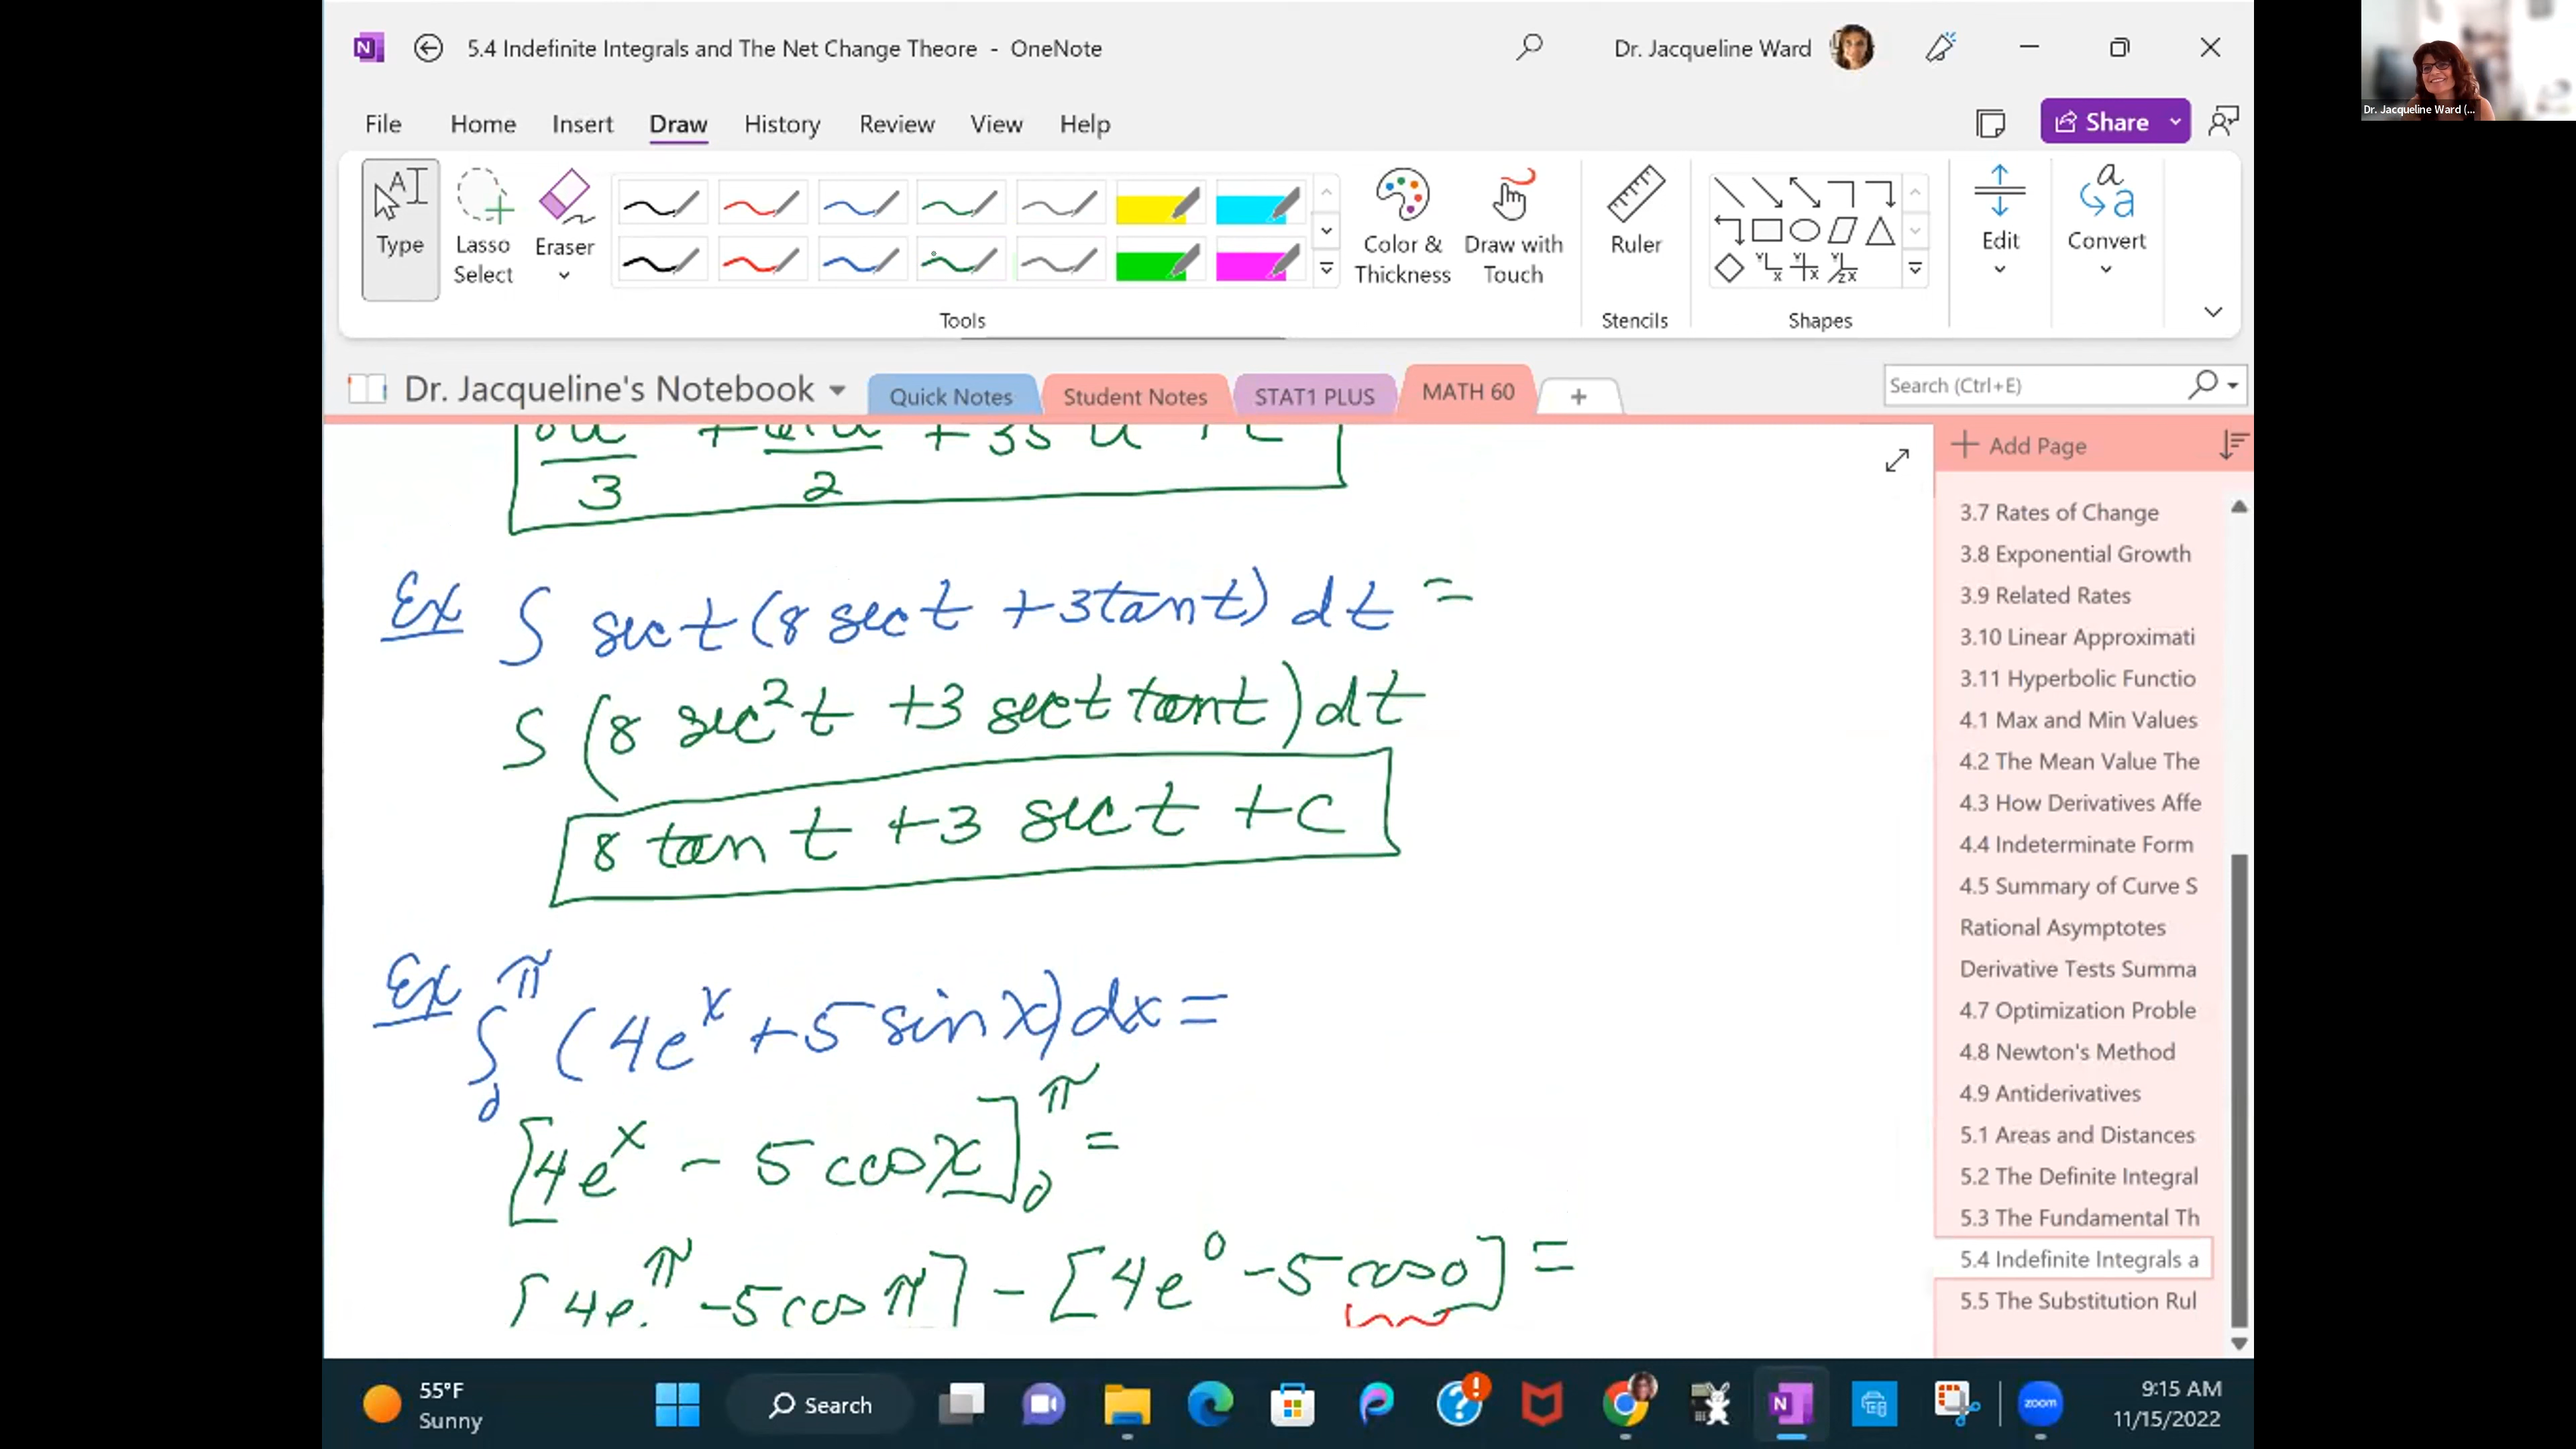 5.4 Indefinite Integrals and The Net Change Theore - OneNote
Dr. Jacqueline Ward
Dr. Jacqueline Ward (...
File Home Insert Draw History Review View Help
Share
Type
Lasso Select
Eraser
Color & Thickness
Draw with Touch
Ruler
Edit
Convert
Tools
Stencils
Shapes
Dr. Jacqueline's Notebook
Quick Notes
Student Notes
STAT1 PLUS
MATH 60
+
Search (Ctrl+E)
3 2
Ex ∫ sec t (8 sec t + 3 tan t) dt =
∫ (8 sec² t + 3 sec t tan t) dt
8 tan t + 3 sec t + C
Ex ∫₀^π (4e^x + 5 sin x) dx =
[4e^x - 5 cos x]₀^π =
[4e^π - 5 cos π] - [4e^0 - 5 cos 0] =
Add Page
3.7 Rates of Change
3.8 Exponential Growth
3.9 Related Rates
3.10 Linear Approximati
3.11 Hyperbolic Functio
4.1 Max and Min Values
4.2 The Mean Value The
4.3 How Derivatives Affe
4.4 Indeterminate Form
4.5 Summary of Curve S
Rational Asymptotes
Derivative Tests Summa
4.7 Optimization Proble
4.8 Newton's Method
4.9 Antiderivatives
5.1 Areas and Distances
5.2 The Definite Integral
5.3 The Fundamental Th
5.4 Indefinite Integrals a
5.5 The Substitution Rul
55°F
Sunny
Search
zoom
9:15 AM
11/15/2022